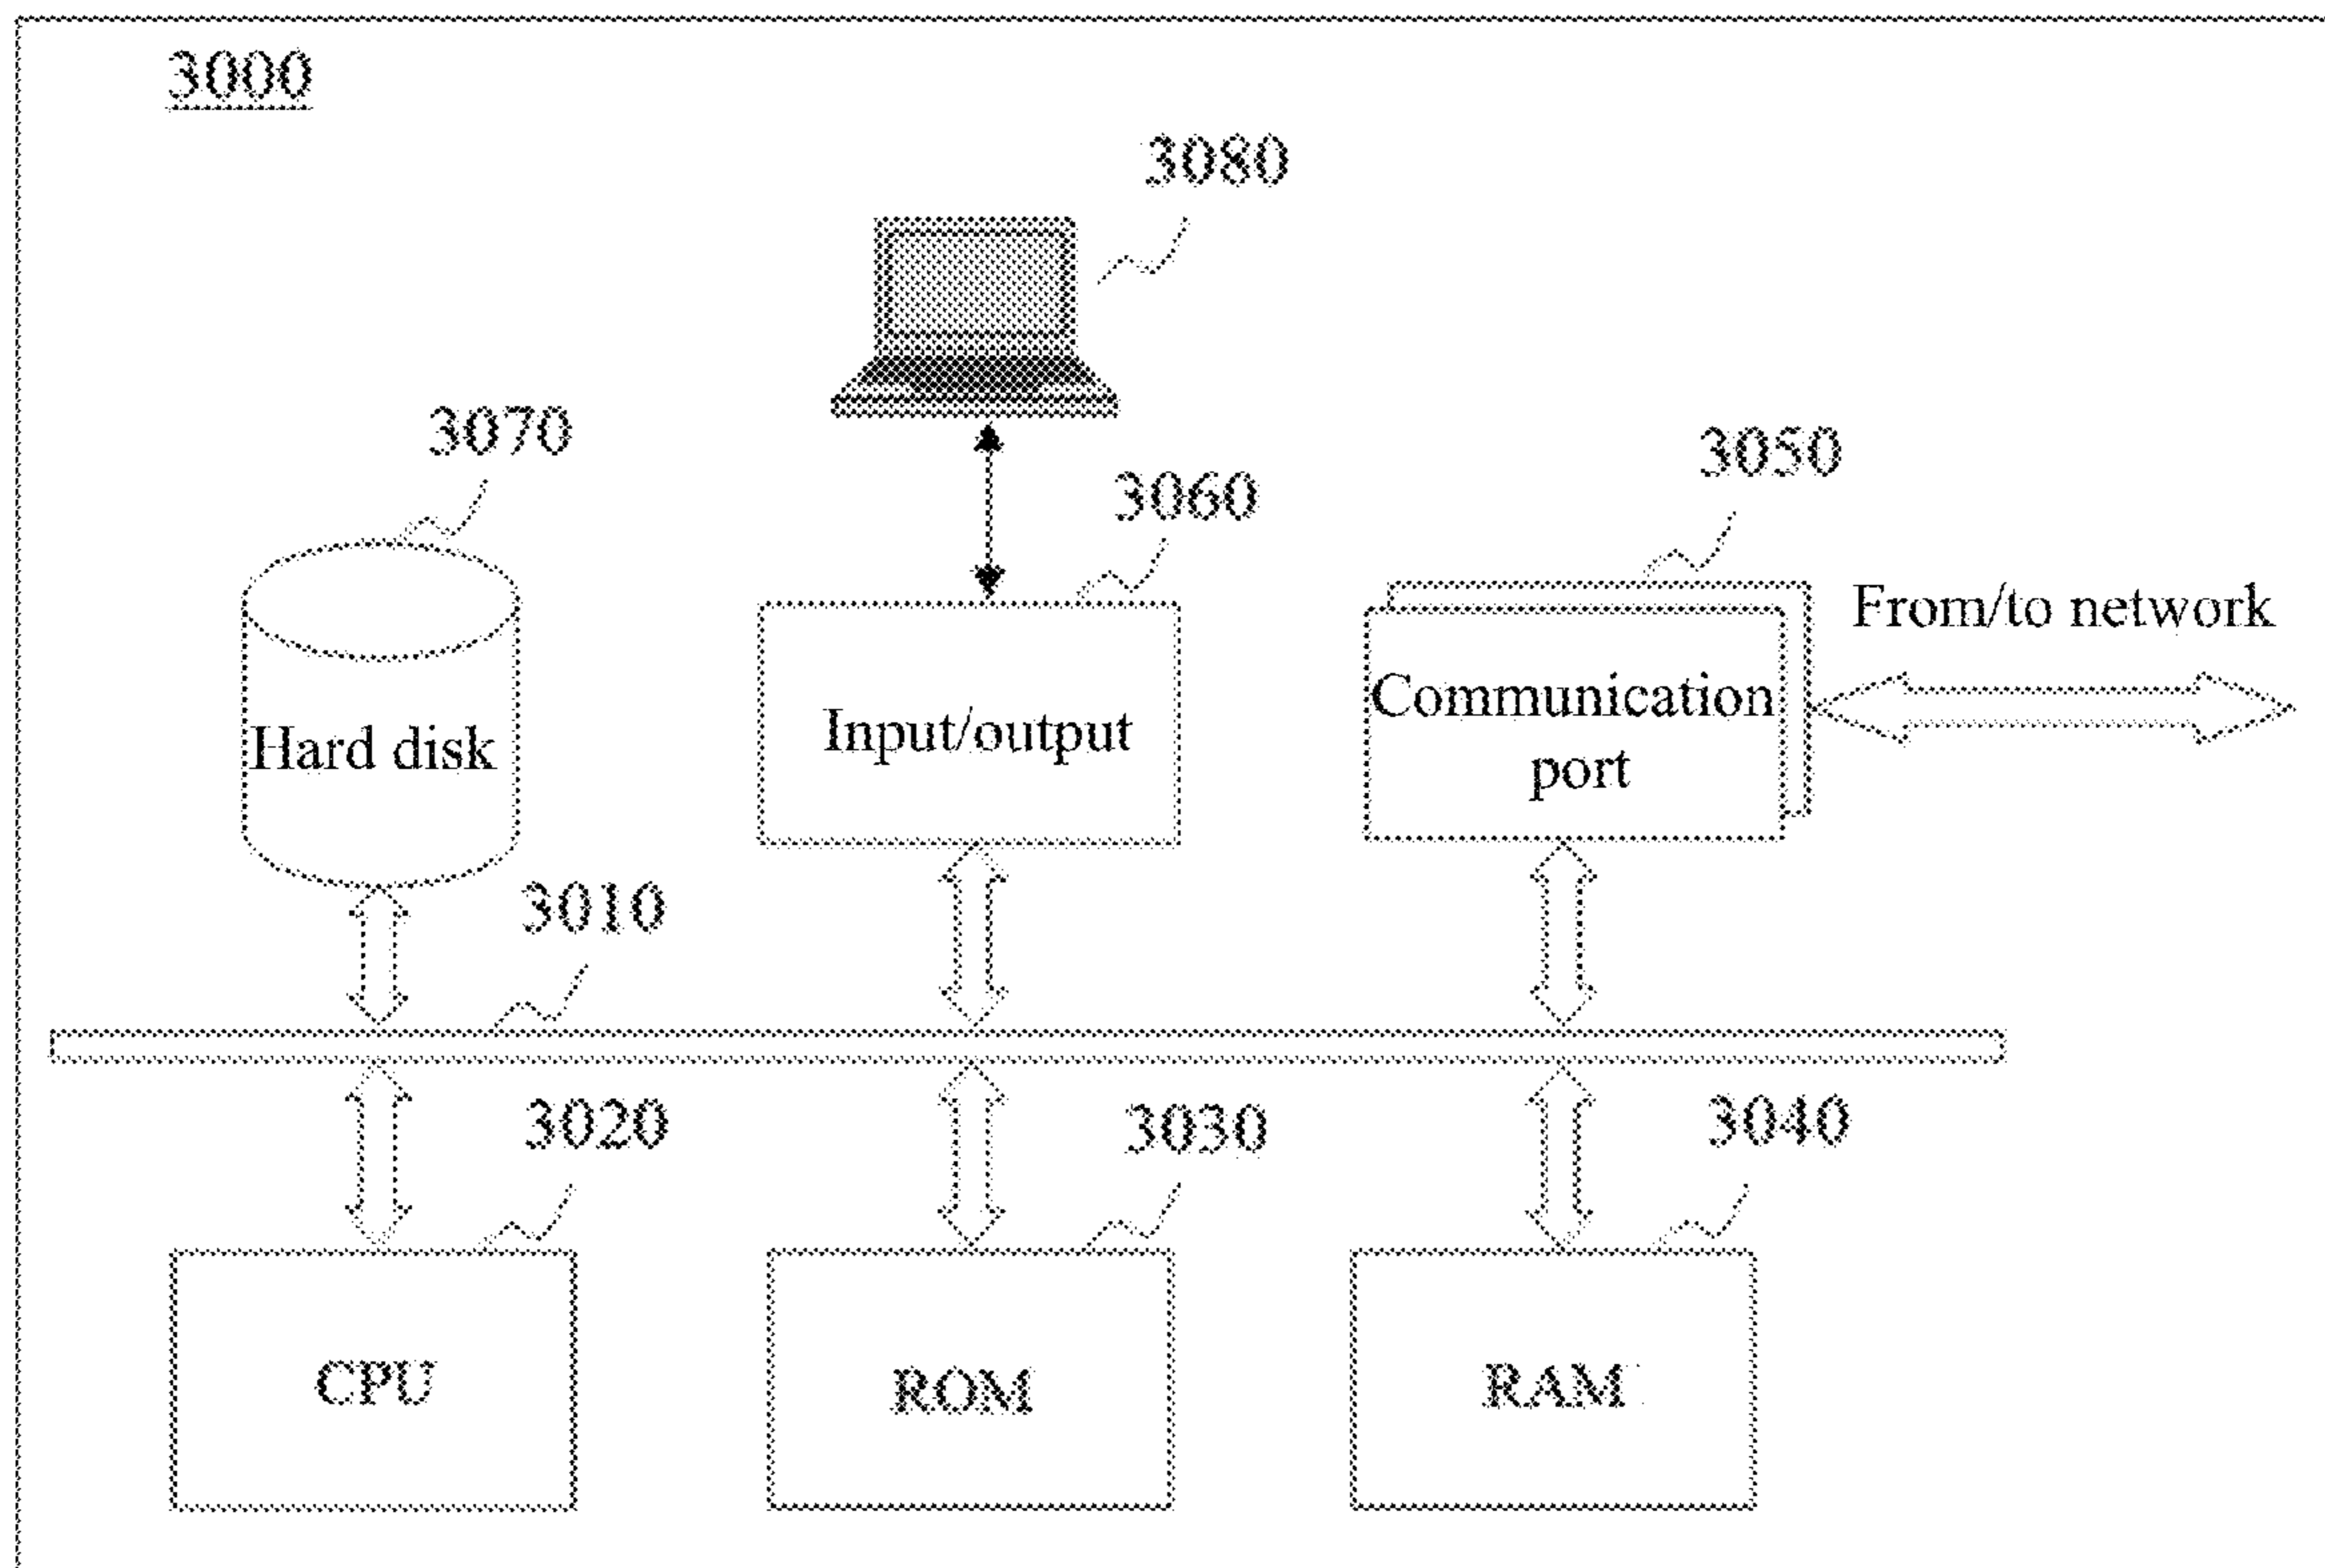 3000
3080
3070
3060
3050
From/to network
Hard disk
Input/output
Communication
port
3010
3020
3030
3040
CPU
ROM
RAM